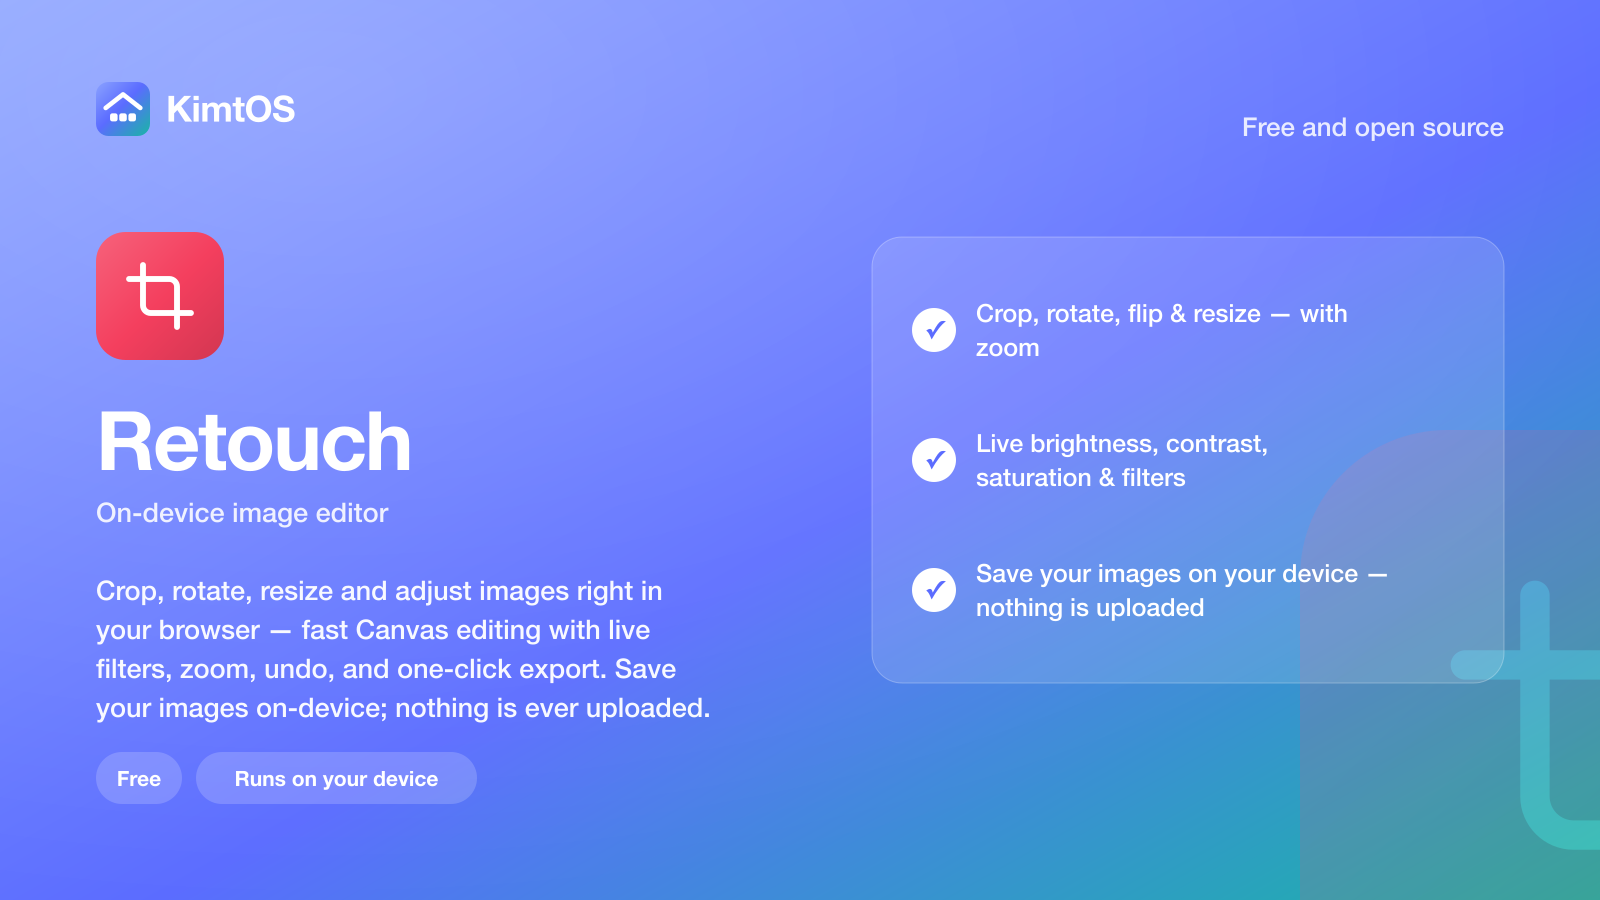 KimtOS
Free and open source
Retouch
On-device image editor
Crop, rotate, resize and adjust images right in
your browser — fast Canvas editing with live
filters, zoom, undo, and one-click export. Save
your images on-device; nothing is ever uploaded.
Free
Runs on your device
Crop, rotate, flip & resize — with
zoom
Live brightness, contrast,
saturation & filters
Save your images on your device —
nothing is uploaded